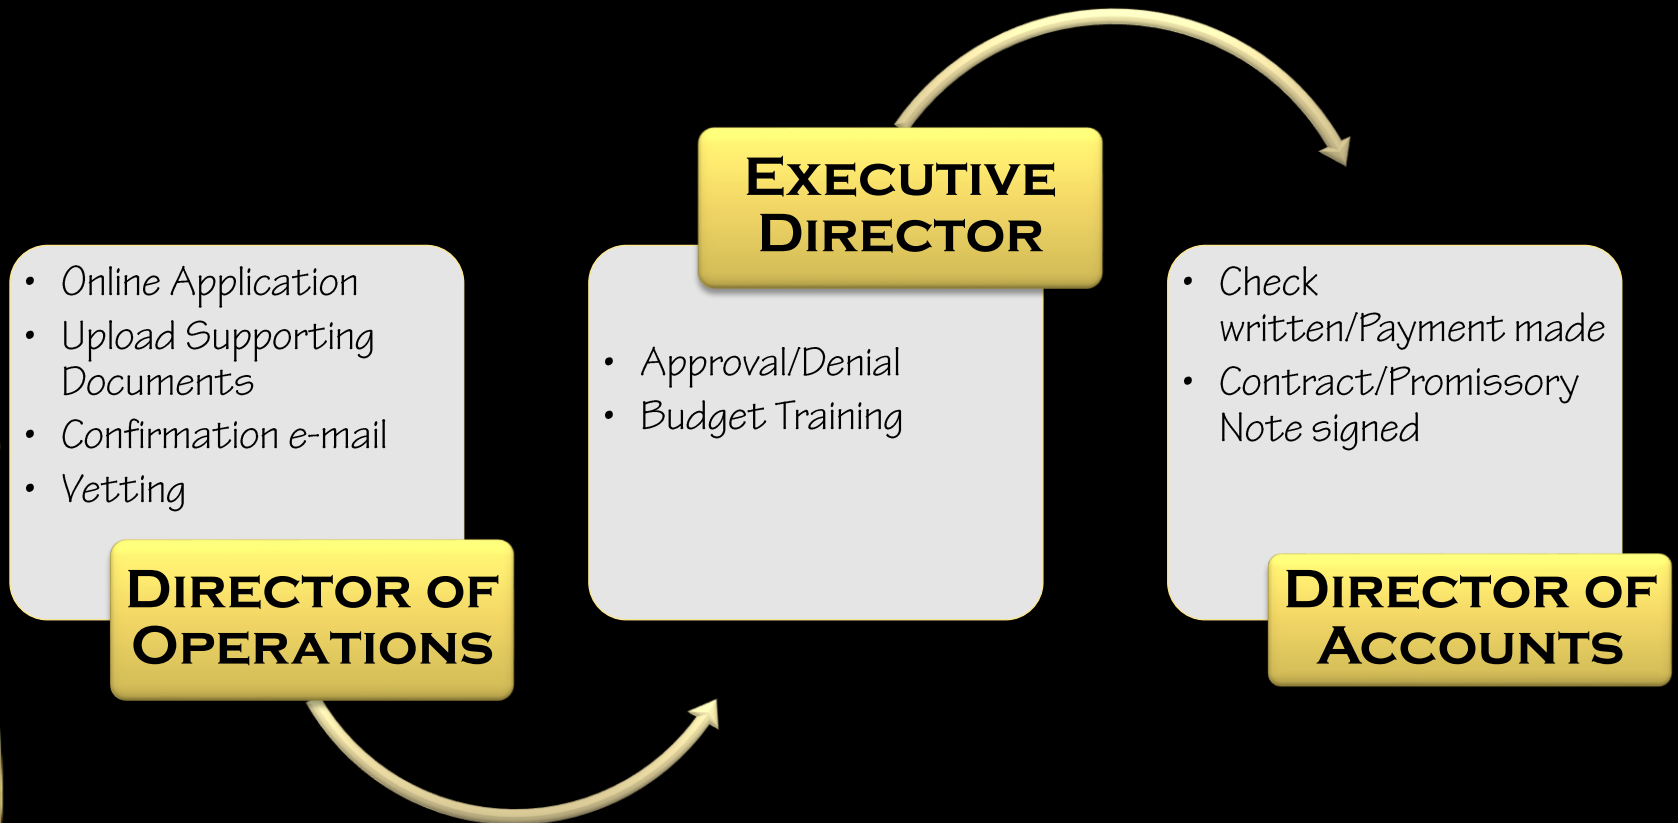 • Online Application
• Upload Supporting
Documents
• Confirmation e-mail
• Vetting
DIRECTOR OF
OPERATIONS
EXECUTIVE
DIRECTOR
• Approval/Denial
• Budget Training
• Check
written/Payment made
• Contract/Promissory
Note signed
DIRECTOR OF
ACCOUNTS